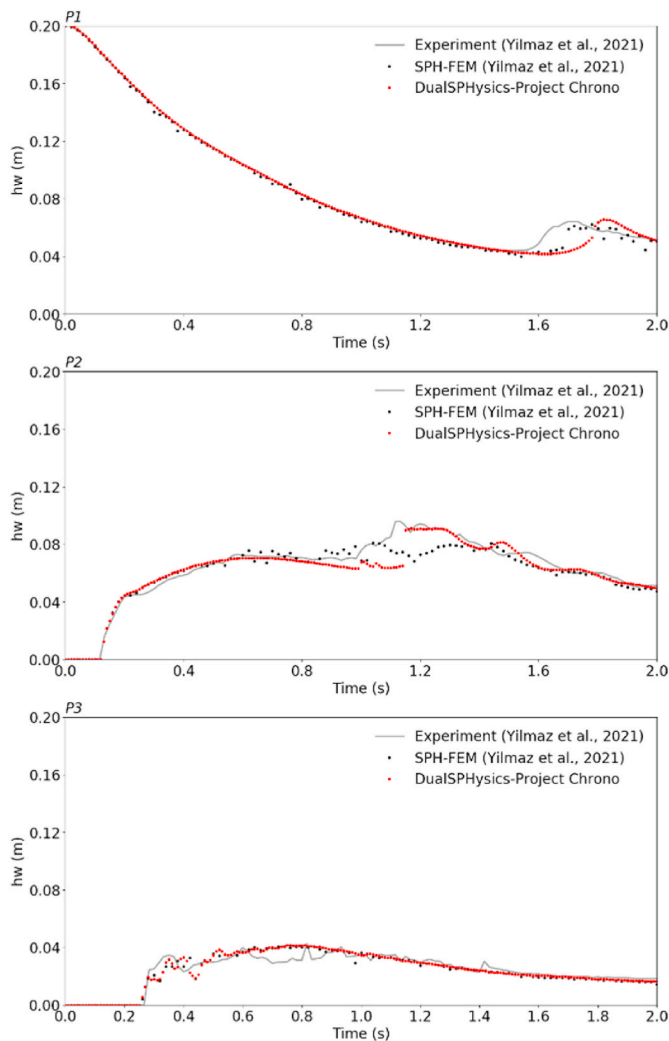 P1
0.20
0.16
0.12
0.08
0.04
0.00
hw (m)
Experiment (Yilmaz et al., 2021)
SPH-FEM (Yilmaz et al., 2021)
DualSPHysics-Project Chrono
0.0 0.4 0.8 1.2 1.6 2.0
Time (s)
P2
0.20
0.16
0.12
0.08
0.04
0.00
hw (m)
Experiment (Yilmaz et al., 2021)
SPH-FEM (Yilmaz et al., 2021)
DualSPHysics-Project Chrono
0.0 0.4 0.8 1.2 1.6 2.0
Time (s)
P3
0.20
0.16
0.12
0.08
0.04
0.00
hw (m)
Experiment (Yilmaz et al., 2021)
SPH-FEM (Yilmaz et al., 2021)
DualSPHysics-Project Chrono
0.0 0.2 0.4 0.6 0.8 1.0 1.2 1.4 1.6 1.8 2.0
Time (s)